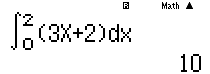 R Math ▲
∫₀²(3X+2)dx
10